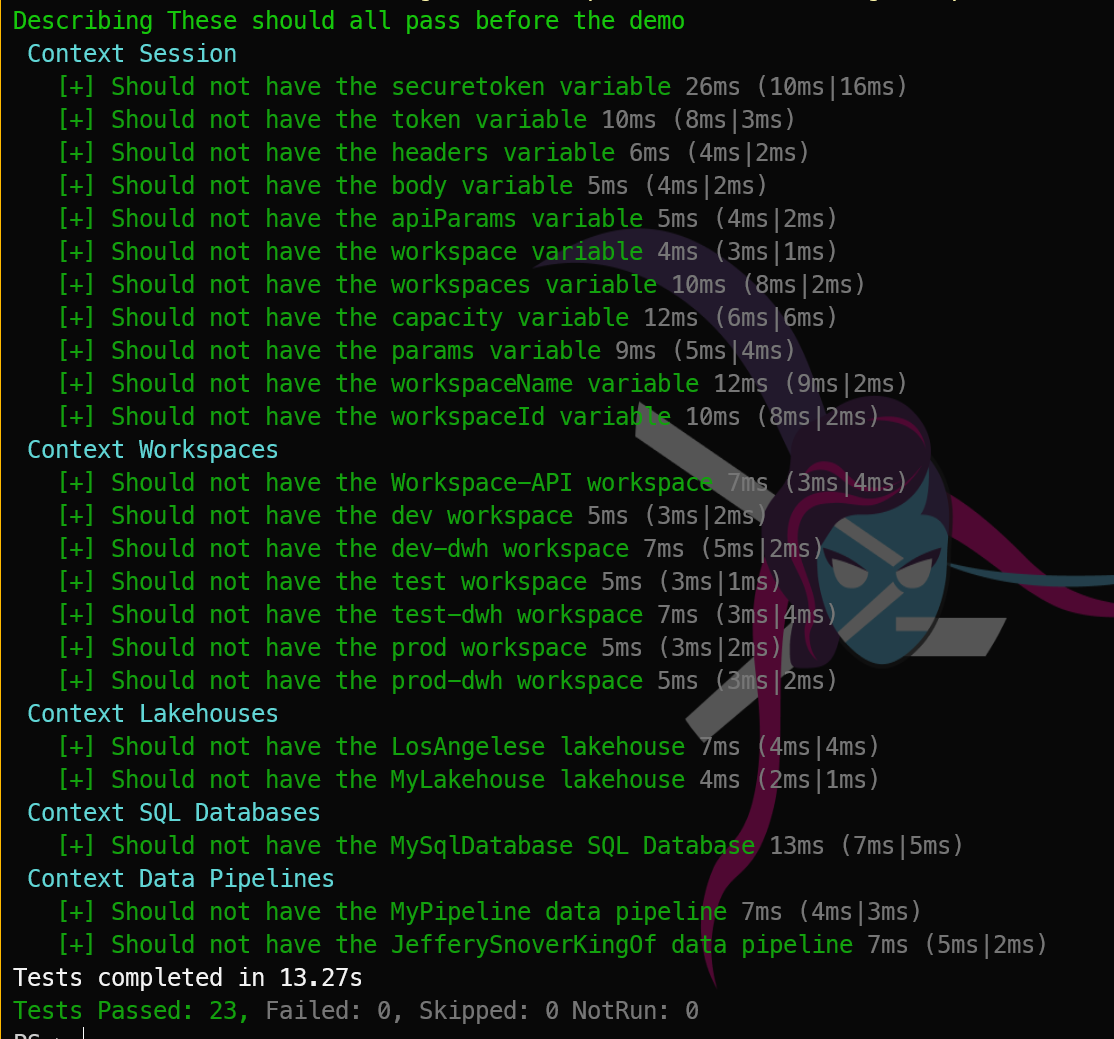 Describing These should all pass before the demo
Context Session
[+] Should not have the securetoken variable 26ms (10ms|16ms)
[+] Should not have the token variable 10ms (8ms|3ms)
[+] Should not have the headers variable 6ms (4ms|2ms)
[+] Should not have the body variable 5ms (4ms|2ms)
[+] Should not have the apiParams variable 5ms (4ms|2ms)
[+] Should not have the workspace variable 4ms (3ms|1ms)
[+] Should not have the workspaces variable 10ms (8ms|2ms)
[+] Should not have the capacity variable 12ms (6ms|6ms)
[+] Should not have the params variable 9ms (5ms|4ms)
[+] Should not have the workspaceName variable 12ms (9ms|2ms)
[+] Should not have the workspaceId variable 10ms (8ms|2ms)
Context Workspaces
[+] Should not have the Workspace-API workspace 7ms (3ms|4ms)
[+] Should not have the dev workspace 5ms (3ms|2ms)
[+] Should not have the dev-dwh workspace 7ms (5ms|2ms)
[+] Should not have the test workspace 5ms (3ms|1ms)
[+] Should not have the test-dwh workspace 7ms (3ms|4ms)
[+] Should not have the prod workspace 5ms (3ms|2ms)
[+] Should not have the prod-dwh workspace 5ms (3ms|2ms)
Context Lakehouses
[+] Should not have the LosAngelese lakehouse 7ms (4ms|4ms)
[+] Should not have the MyLakehouse lakehouse 4ms (2ms|1ms)
Context SQL Databases
[+] Should not have the MySqlDatabase SQL Database 13ms (7ms|5ms)
Context Data Pipelines
[+] Should not have the MyPipeline data pipeline 7ms (4ms|3ms)
[+] Should not have the JefferySnoverKingOf data pipeline 7ms (5ms|2ms)
Tests completed in 13.27s
Tests Passed: 23, Failed: 0, Skipped: 0 NotRun: 0